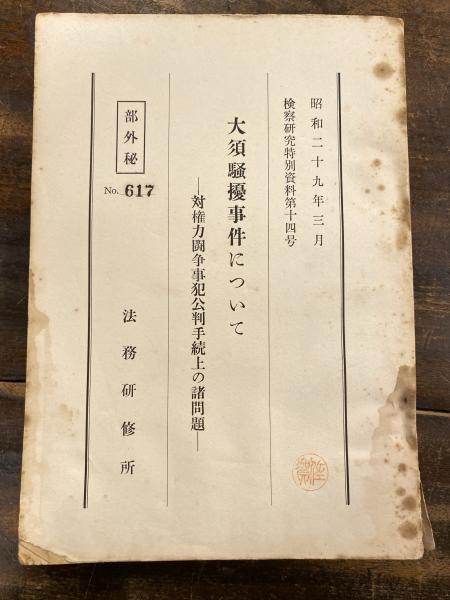 昭和二十九年三月
検察研究特別資料第十四号
大須騒擾事件について
―対権力闘争事犯公判手続上の諸問題―
部外秘
No. 617
法務研修所